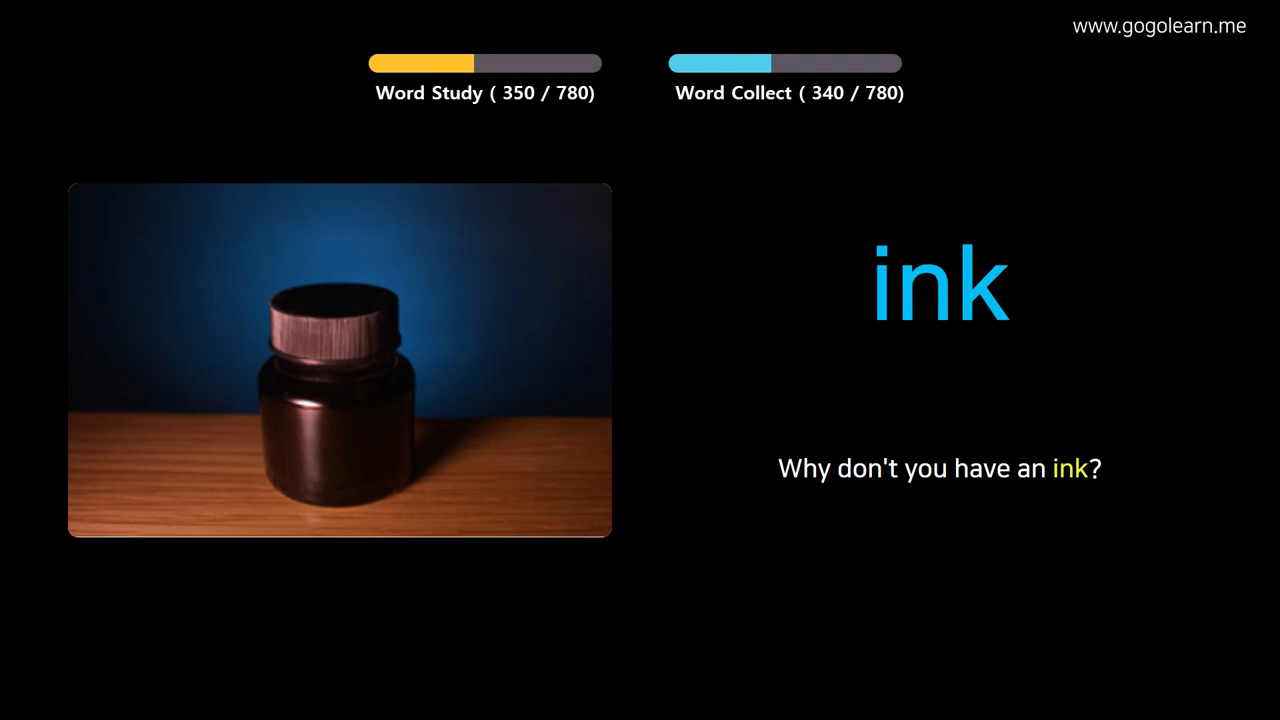 www.gogolearn.me
Word Study ( 350 / 780)
Word Collect ( 340 / 780)
ink
Why don't you have an ink?